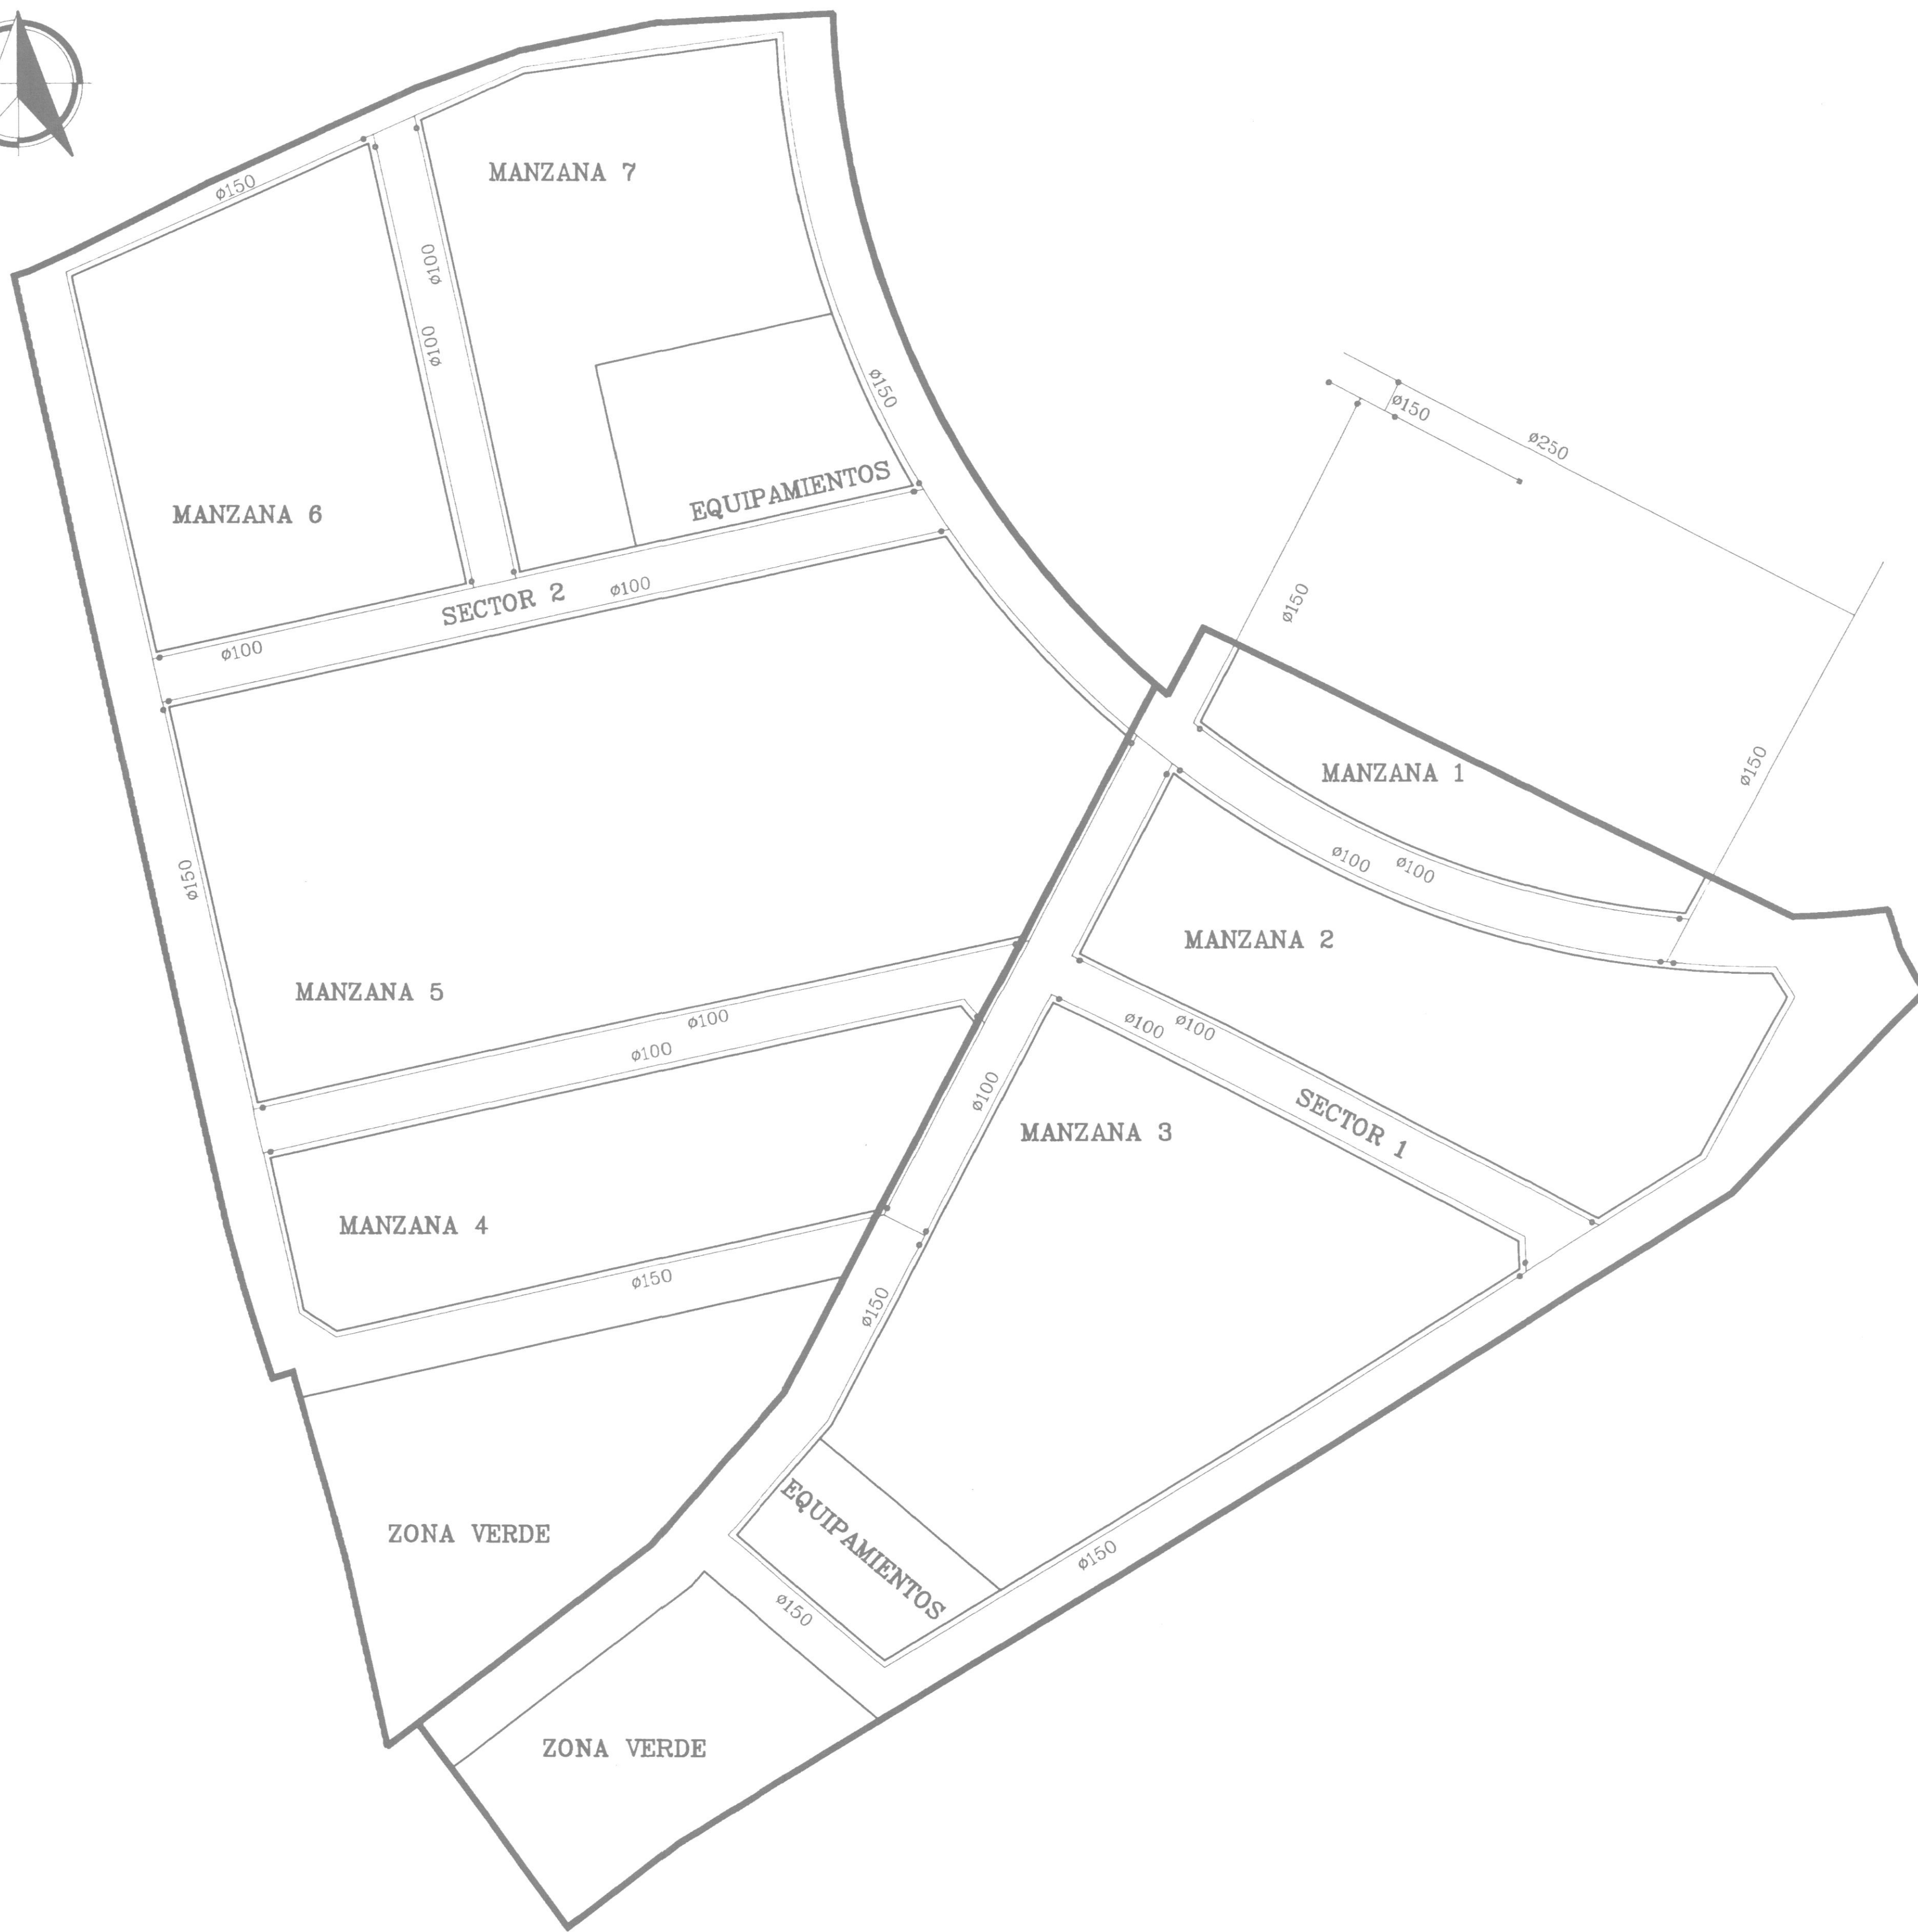 MANZANA 7
ø150
ø100
ø100
ø150
ø150
ø250
EQUIPAMIENTOS
MANZANA 6
SECTOR 2
ø100
ø150
ø100
MANZANA 1
ø150
ø100
ø100
ø150
MANZANA 2
MANZANA 5
ø100
ø100
ø100
ø100
ø100
SECTOR 1
MANZANA 3
MANZANA 4
ø150
ø150
ZONA VERDE
EQUIPAMIENTOS
ø150
ø150
ZONA VERDE